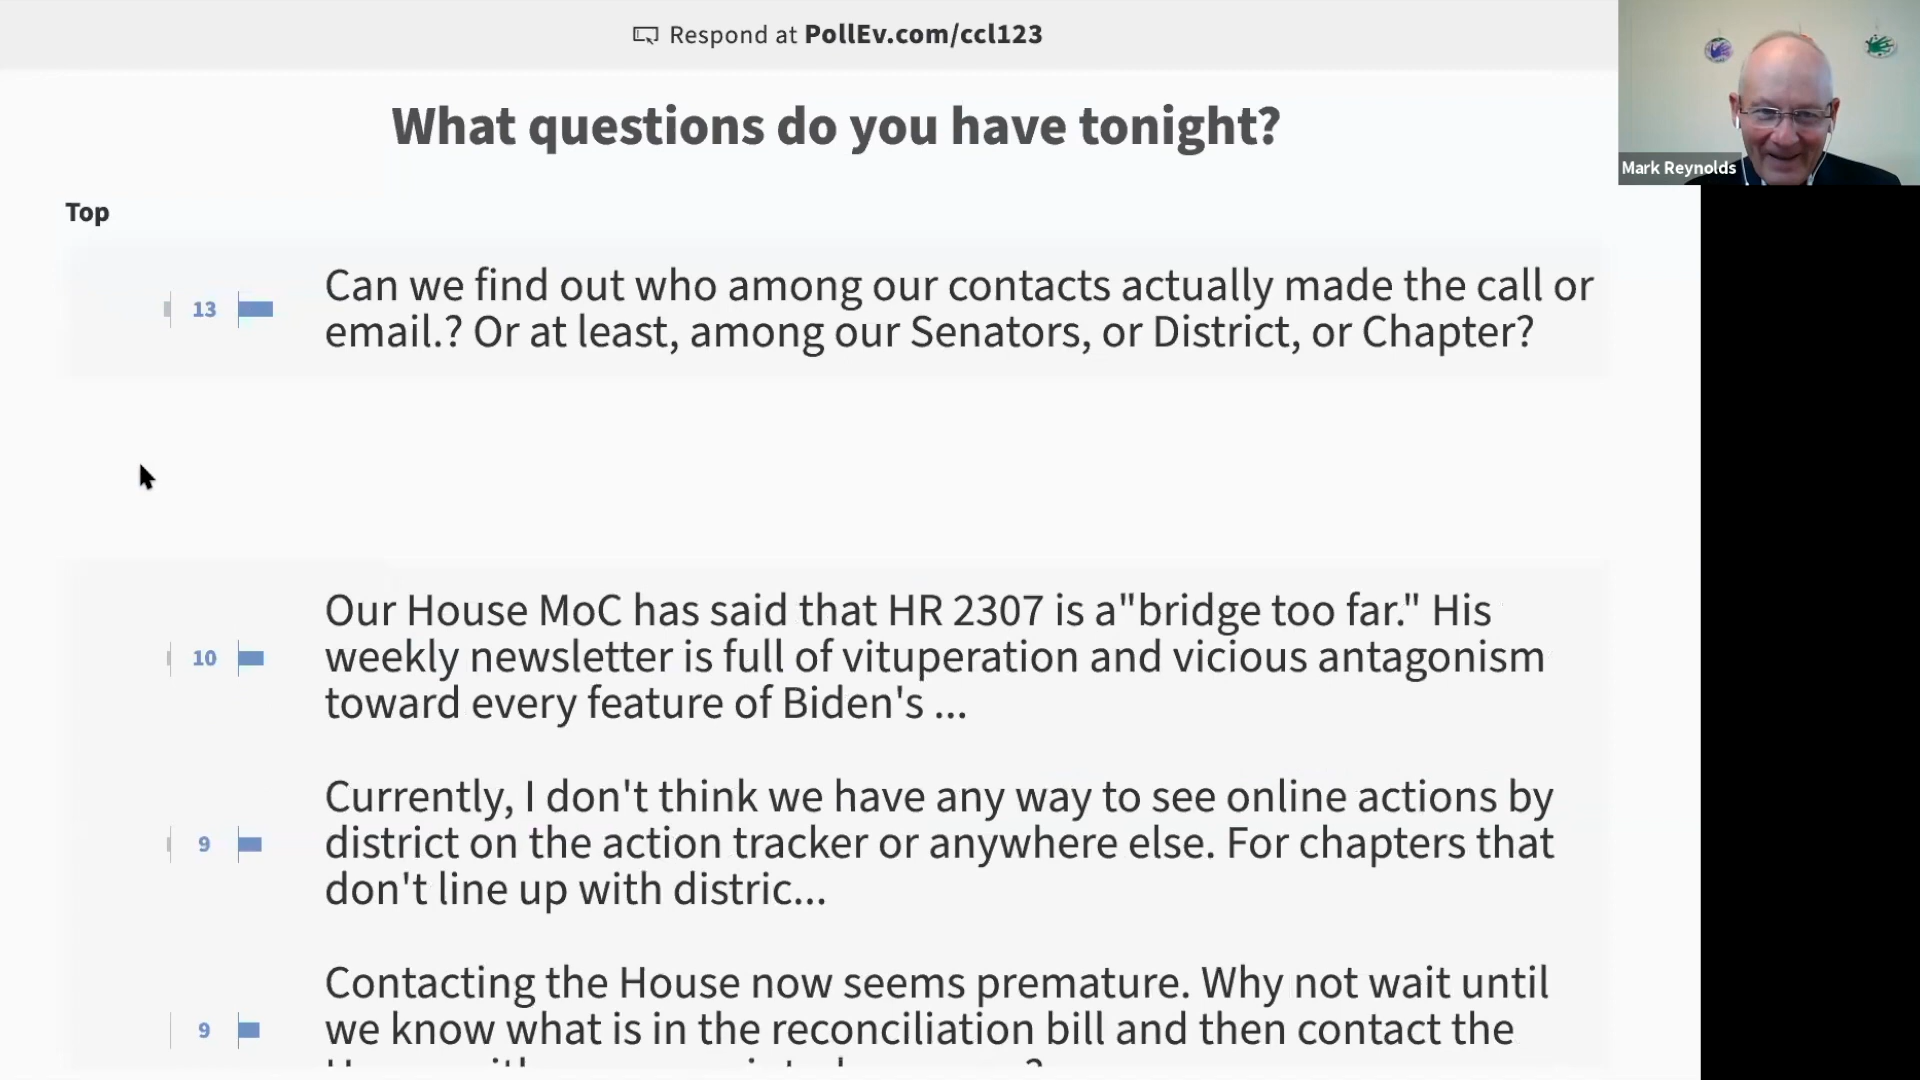 Respond at PollEv.com/ccl123
What questions do you have tonight?
Mark Reynolds
Top
13
Can we find out who among our contacts actually made the call or
email.? Or at least, among our Senators, or District, or Chapter?
10
Our House MoC has said that HR 2307 is a"bridge too far." His
weekly newsletter is full of vituperation and vicious antagonism
toward every feature of Biden's ...
9
Currently, I don't think we have any way to see online actions by
district on the action tracker or anywhere else. For chapters that
don't line up with distric...
9
Contacting the House now seems premature. Why not wait until
we know what is in the reconciliation bill and then contact the